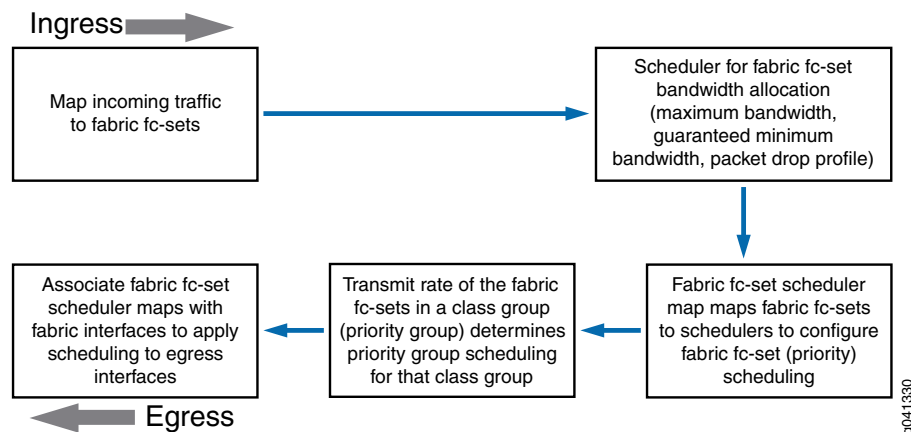 Ingress
Map incoming traffic
to fabric fc-sets
Scheduler for fabric fc-set
bandwidth allocation
(maximum bandwidth,
guaranteed minimum
bandwidth, packet drop profile)
Fabric fc-set scheduler
map maps fabric fc-sets
to schedulers to configure
fabric fc-set (priority)
scheduling
Transmit rate of the fabric
fc-sets in a class group
(priority group) determines
priority group scheduling
for that class group
Associate fabric fc-set
scheduler maps with
fabric interfaces to apply
scheduling to egress
interfaces
Egress
g041330